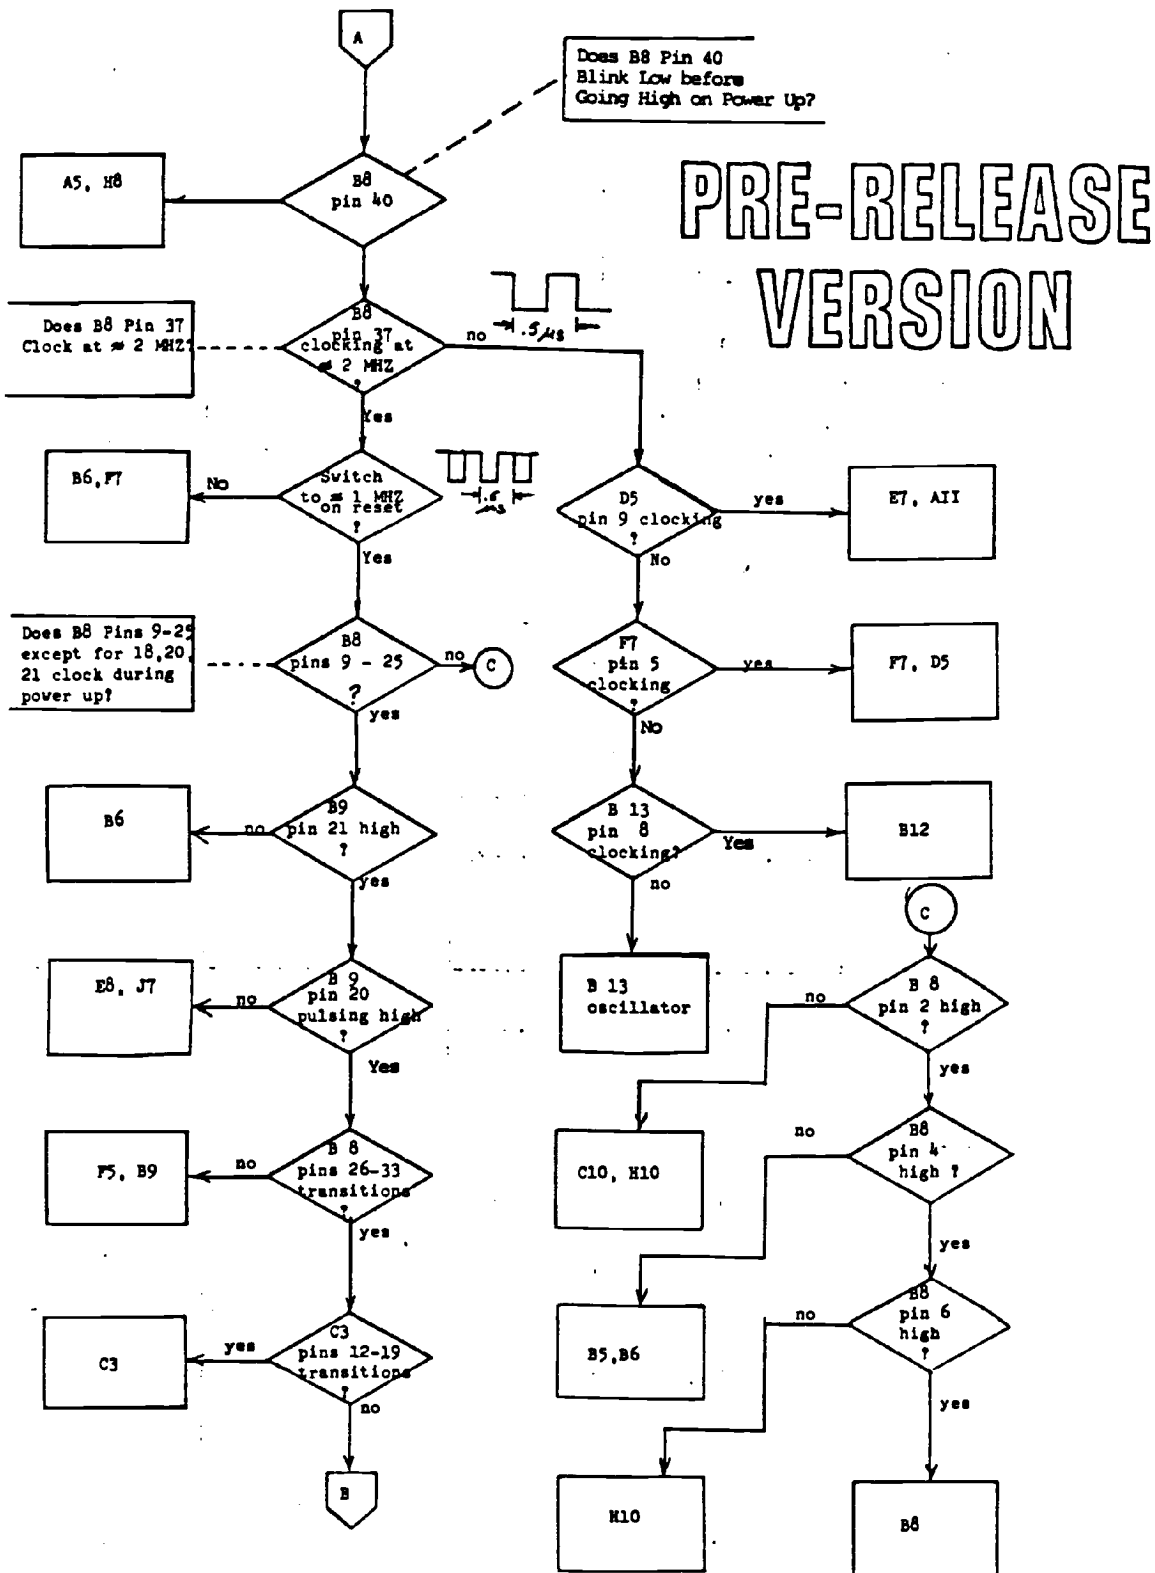 A
Does B8 Pin 40
Blink Low before
Going High on Power Up?
PRE-RELEASE
VERSION
A5, H8
B8
pin 40
Does B8 Pin 37
Clock at ≈ 2 MHZ?
B8
pin 37
clocking at
≈ 2 MHZ
?
no
.5 µs
Yes
B6, F7
No
Switch
to ≈ 1 MHZ
on reset
?
.5
µs
Yes
D5
pin 9 clocking
?
yes
E7, AII
No
Does B8 Pins 9-25
except for 18,20,
21 clock during
power up?
B8
pins 9 - 25
?
no
C
yes
F7
pin 5
clocking
?
yes
F7, D5
No
B6
no
B9
pin 21 high
?
yes
B 13
pin 8
clocking?
Yes
B12
no
B 13
oscillator
E8, J7
no
B 9
pin 20
pulsing high
?
Yes
C
B 8
pin 2 high
?
no
yes
C10, H10
F5, B9
no
B 8
pins 26-33
transitions
?
yes
B8
pin 4
high ?
no
yes
B5,B6
C3
yes
C3
pins 12-19
transitions
?
no
B
B8
pin 6
high
?
no
yes
H10
B8